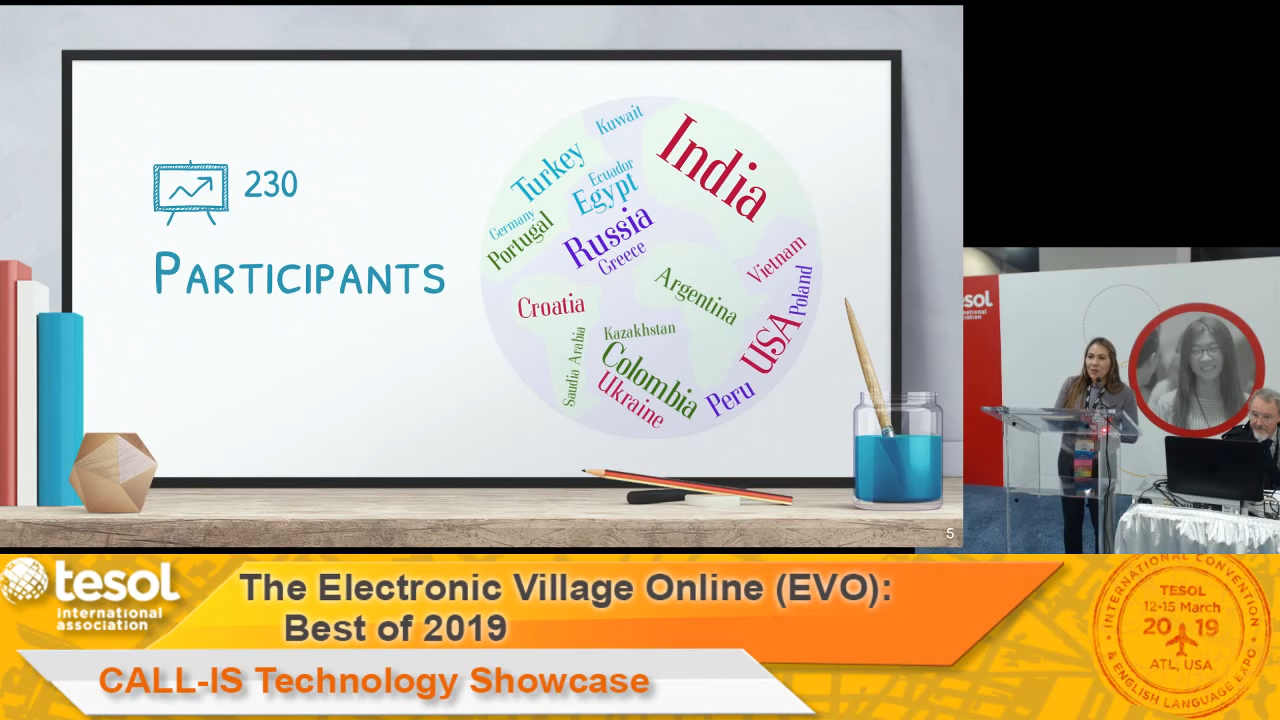 230
PARTICIPANTS
Kuwait
India
Turkey
Ecuador
Egypt
Germany
Portugal
Russia
Greece
Vietnam
Argentina
Poland
Croatia
Kazakhstan
USA
Saudia Arabia
Colombia
Ukraine
Peru
5
tesol
international
association
The Electronic Village Online (EVO):
Best of 2019
CALL-IS Technology Showcase
INTERNATIONAL CONVENTION
TESOL
12-15 March
20 19
ATL, USA
& ENGLISH LANGUAGE EXPO